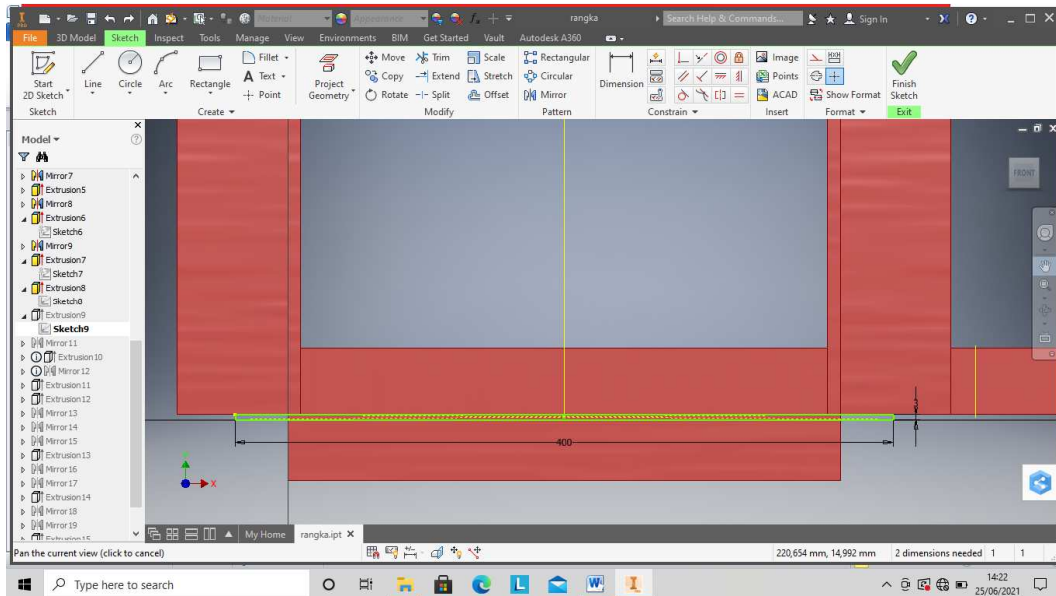 PRO
Material
Appearance
rangka
Search Help & Commands...
Sign In
File 3D Model Sketch Inspect Tools Manage View Environments BIM Get Started Vault Autodesk A360
Start 2D Sketch
Line
Circle
Arc
Rectangle
Fillet
Text
Point
Project Geometry
Move Trim Scale
Copy Extend Stretch
Rotate Split Offset
Rectangular
Circular
Mirror
Dimension
Image
Points
ACAD
Show Format
Finish Sketch
Sketch Create Modify Pattern Constrain Insert Format Exit
Model
Mirror7
Extrusion5
Mirror8
Extrusion6
Sketch6
Mirror9
Extrusion7
Sketch7
Extrusion8
Sketch8
Extrusion9
Sketch9
Mirror11
Extrusion10
Mirror12
Extrusion11
Extrusion12
Mirror13
Mirror14
Mirror15
Extrusion13
Mirror16
Mirror17
Extrusion14
Mirror18
Mirror19
Extrusion15
FRONT
3
400
Y
X
My Home rangka.ipt
Pan the current view (click to cancel)
220,654 mm, 14,992 mm 2 dimensions needed 1 1
Type here to search
14:22
25/06/2021